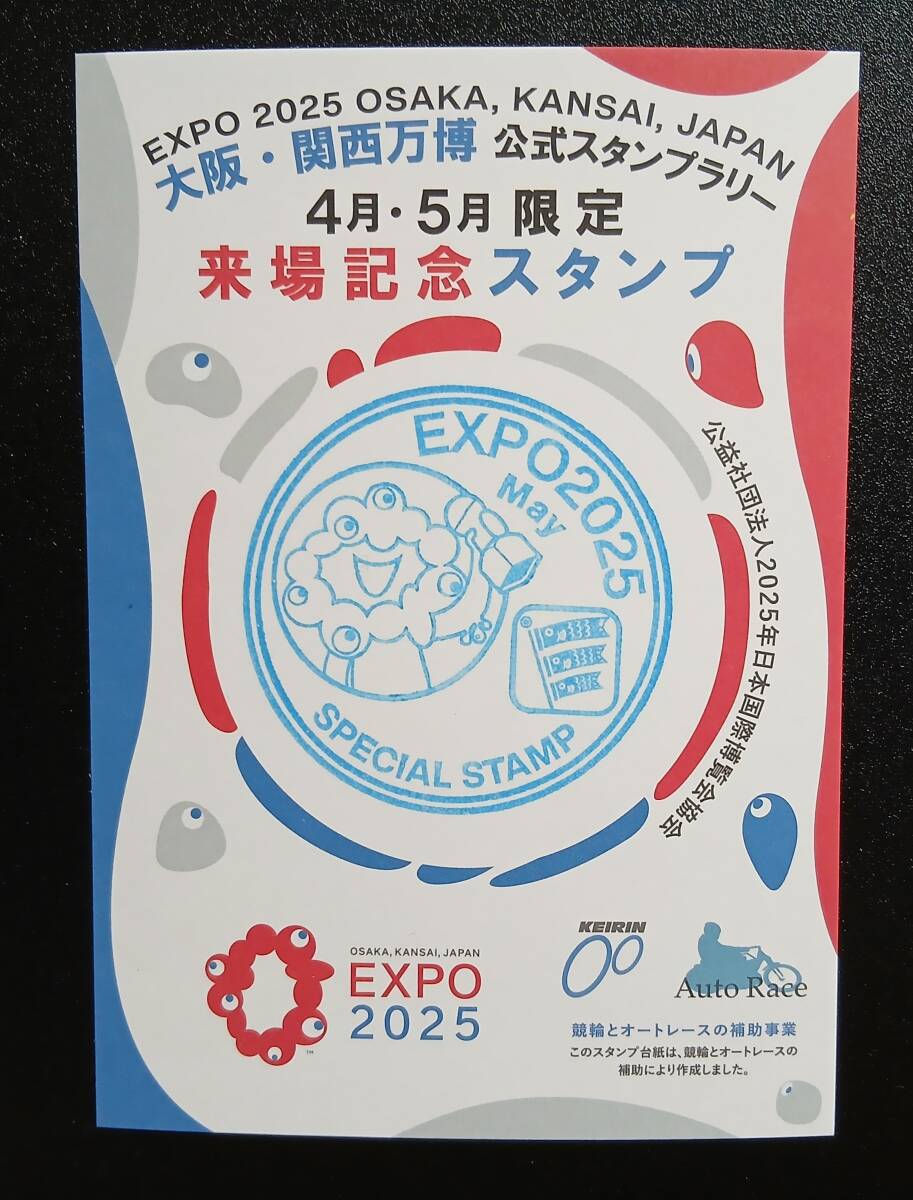 EXPO 2025 OSAKA, KANSAI, JAPAN
大阪・関西万博 公式スタンプラリー
4月・5月 限定
来場記念スタンプ
EXPO2025
May
SPECIAL STAMP
公益社団法人2025年日本国際博覧会協会
OSAKA, KANSAI, JAPAN
EXPO
2025
TM
KEIRIN
Auto Race
競輪とオートレースの補助事業
このスタンプ台紙は、競輪とオートレースの
補助により作成しました。